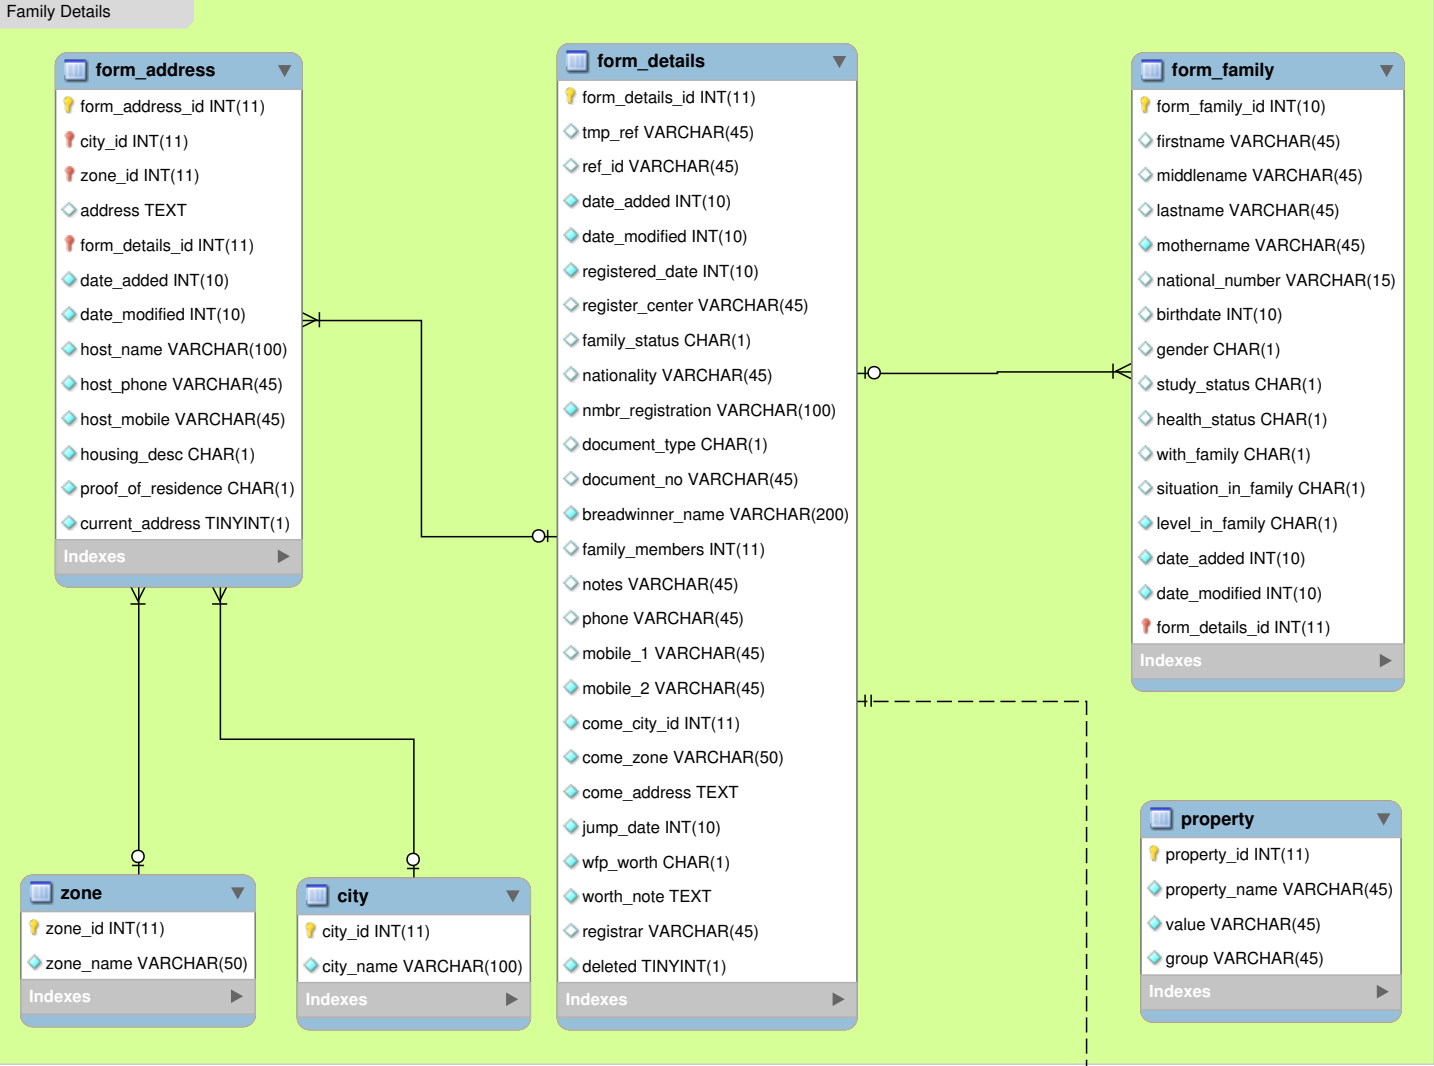 Family Details
form_address
form_address_id INT(11)
city_id INT(11)
zone_id INT(11)
address TEXT
form_details_id INT(11)
date_added INT(10)
date_modified INT(10)
host_name VARCHAR(100)
host_phone VARCHAR(45)
host_mobile VARCHAR(45)
housing_desc CHAR(1)
proof_of_residence CHAR(1)
current_address TINYINT(1)
Indexes
form_details
form_details_id INT(11)
tmp_ref VARCHAR(45)
ref_id VARCHAR(45)
date_added INT(10)
date_modified INT(10)
registered_date INT(10)
register_center VARCHAR(45)
family_status CHAR(1)
nationality VARCHAR(45)
nmbr_registration VARCHAR(100)
document_type CHAR(1)
document_no VARCHAR(45)
breadwinner_name VARCHAR(200)
family_members INT(11)
notes VARCHAR(45)
phone VARCHAR(45)
mobile_1 VARCHAR(45)
mobile_2 VARCHAR(45)
come_city_id INT(11)
come_zone VARCHAR(50)
come_address TEXT
jump_date INT(10)
wfp_worth CHAR(1)
worth_note TEXT
registrar VARCHAR(45)
deleted TINYINT(1)
Indexes
form_family
form_family_id INT(10)
firstname VARCHAR(45)
middlename VARCHAR(45)
lastname VARCHAR(45)
mothername VARCHAR(45)
national_number VARCHAR(15)
birthdate INT(10)
gender CHAR(1)
study_status CHAR(1)
health_status CHAR(1)
with_family CHAR(1)
situation_in_family CHAR(1)
level_in_family CHAR(1)
date_added INT(10)
date_modified INT(10)
form_details_id INT(11)
Indexes
zone
zone_id INT(11)
zone_name VARCHAR(50)
Indexes
city
city_id INT(11)
city_name VARCHAR(100)
Indexes
property
property_id INT(11)
property_name VARCHAR(45)
value VARCHAR(45)
group VARCHAR(45)
Indexes